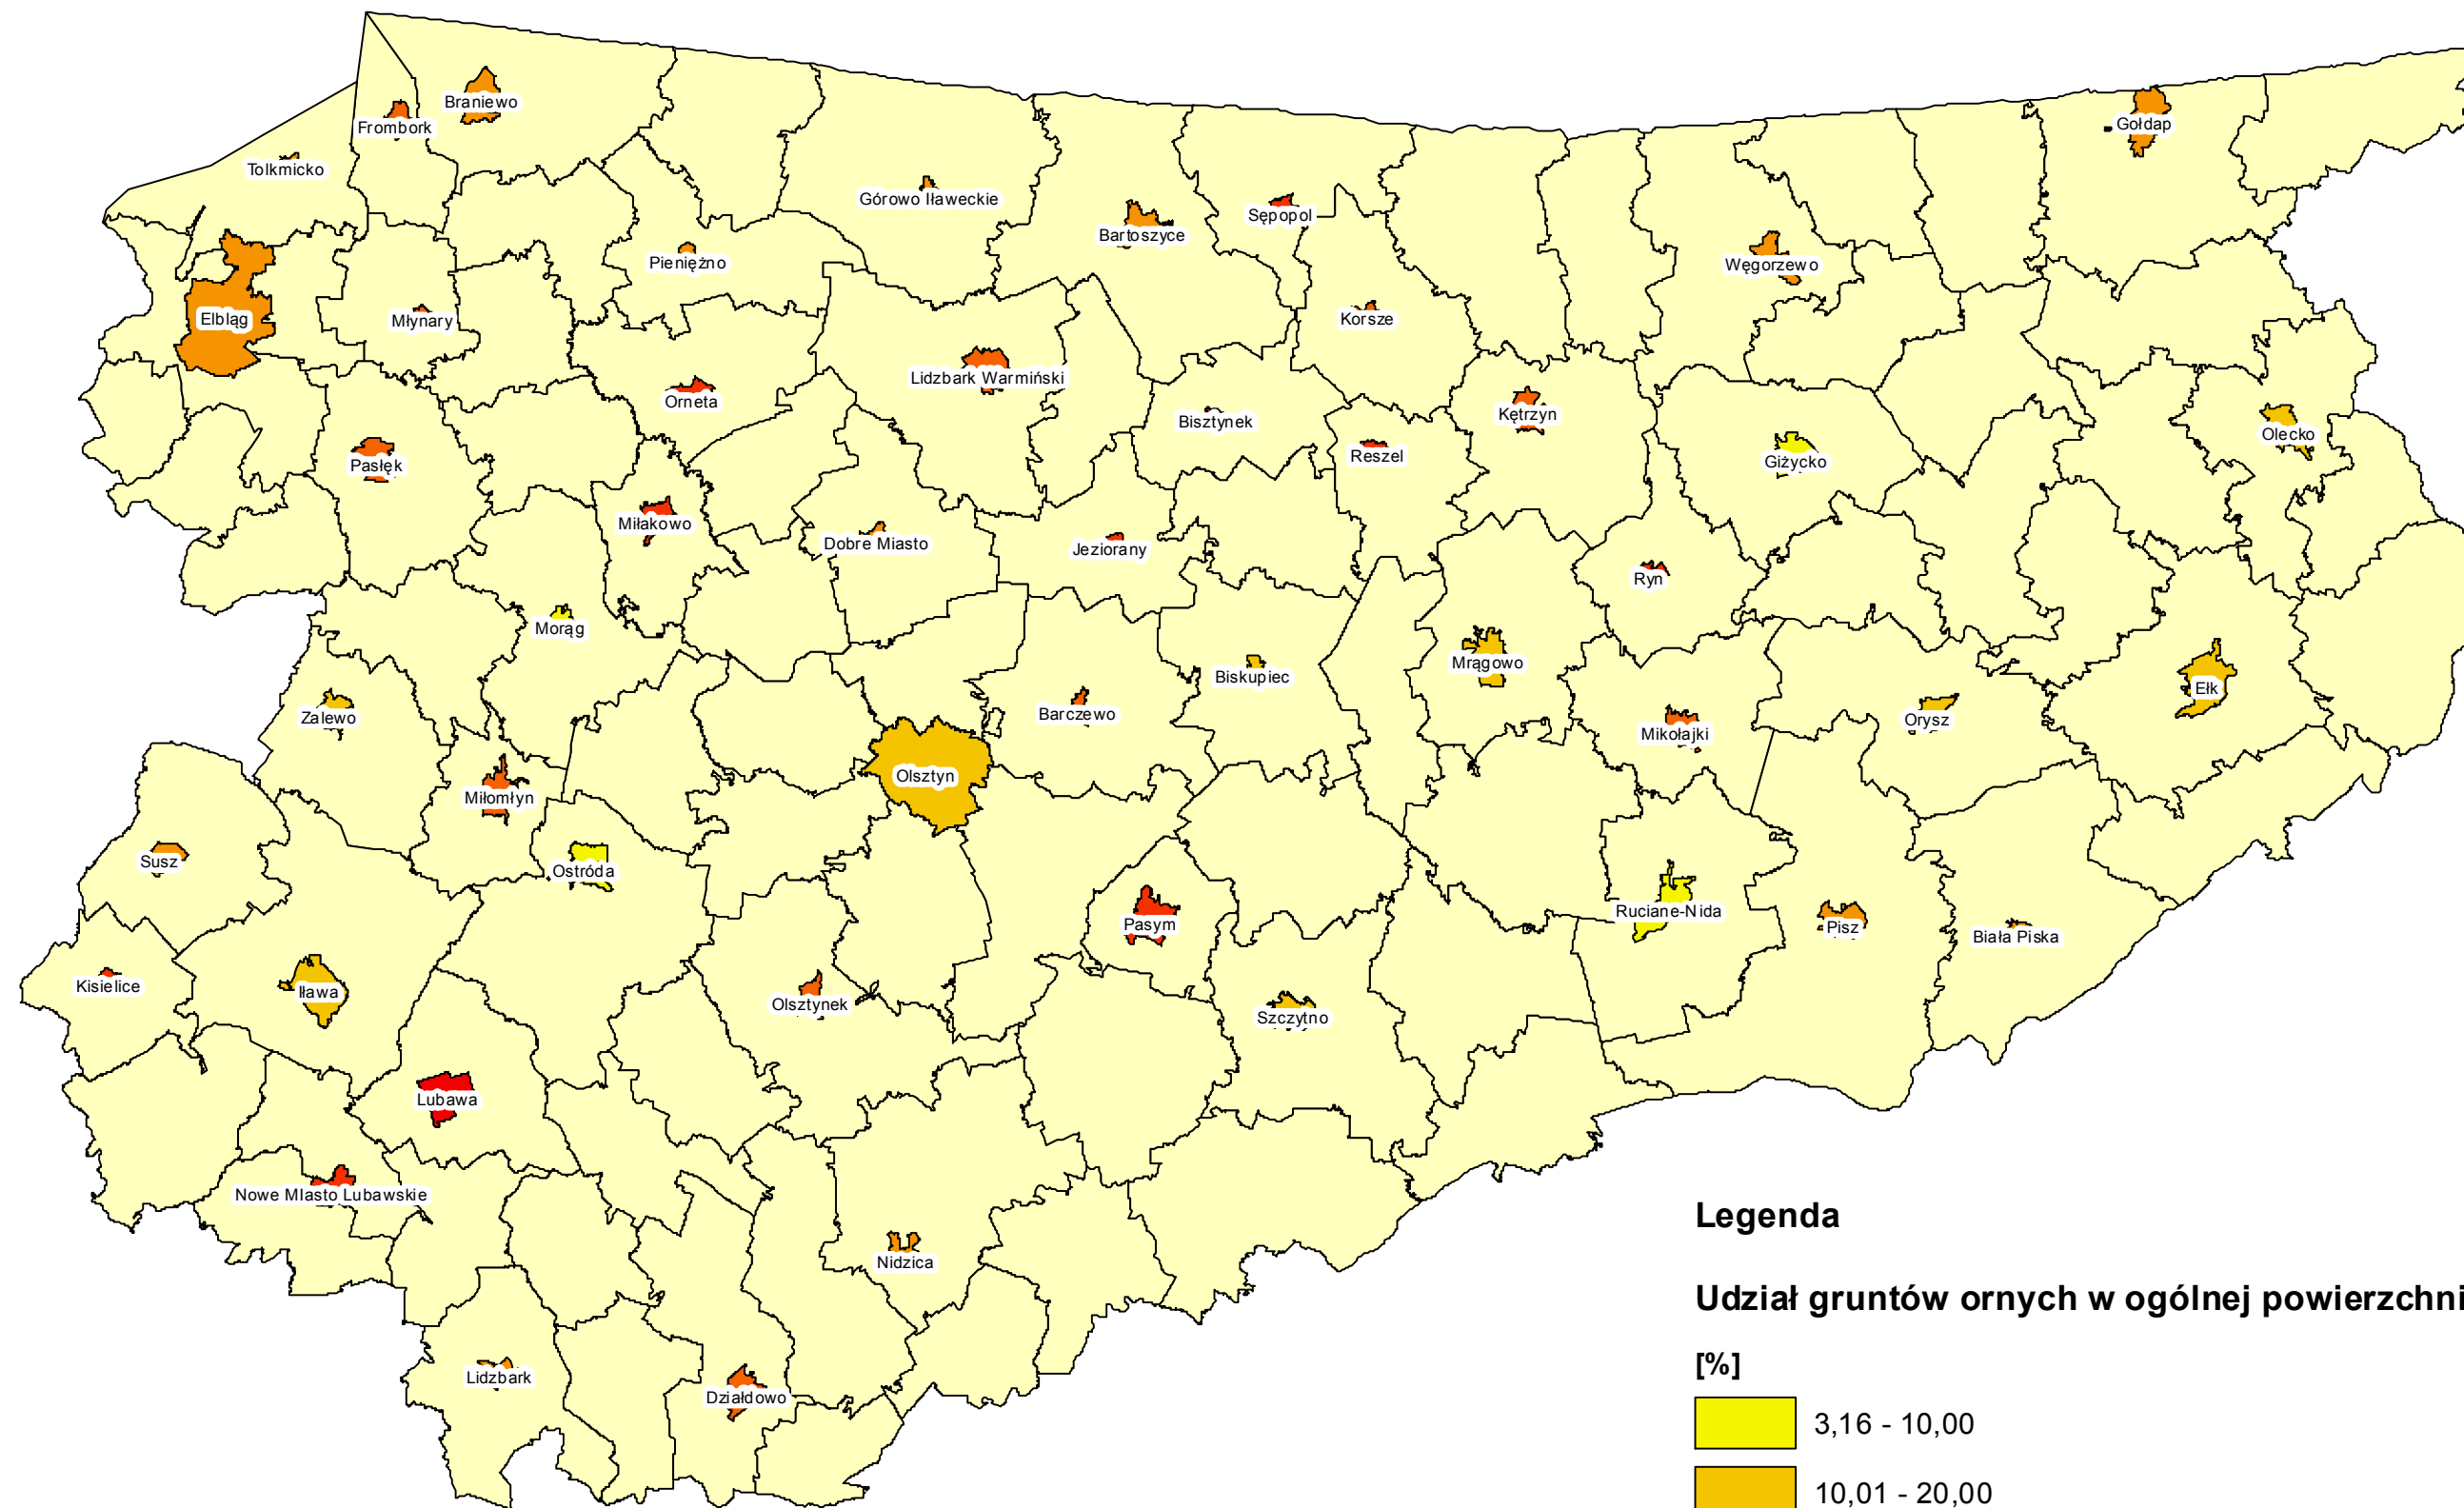 Braniewo
Frombork
Gołdap
Tolkmicko
Górowo Iławeckie
Sępopol
Bartoszyce
Pieniężno
Węgorzewo
Elbląg
Młynary
Korsze
Lidzbark Warmiński
Orneta
Kętrzyn
Bisztynek
Olecko
Reszel
Giżycko
Pasłęk
Miłakowo
Dobre Miasto
Jeziorany
Ryn
Morąg
Mrągowo
Biskupiec
Ełk
Barczewo
Zalewo
Orysz
Mikołajki
Olsztyn
Miłomłyn
Susz
Ostróda
Ruciane-Nida
Pasym
Pisz
Biała Piska
Kisielice
Iława
Olsztynek
Szczytno
Lubawa
Nowe MIasto Lubawskie
Nidzica
Lidzbark
Działdowo
Legenda
Udział gruntów ornych w ogólnej powierzchni
[%]
3,16 - 10,00
10,01 - 20,00